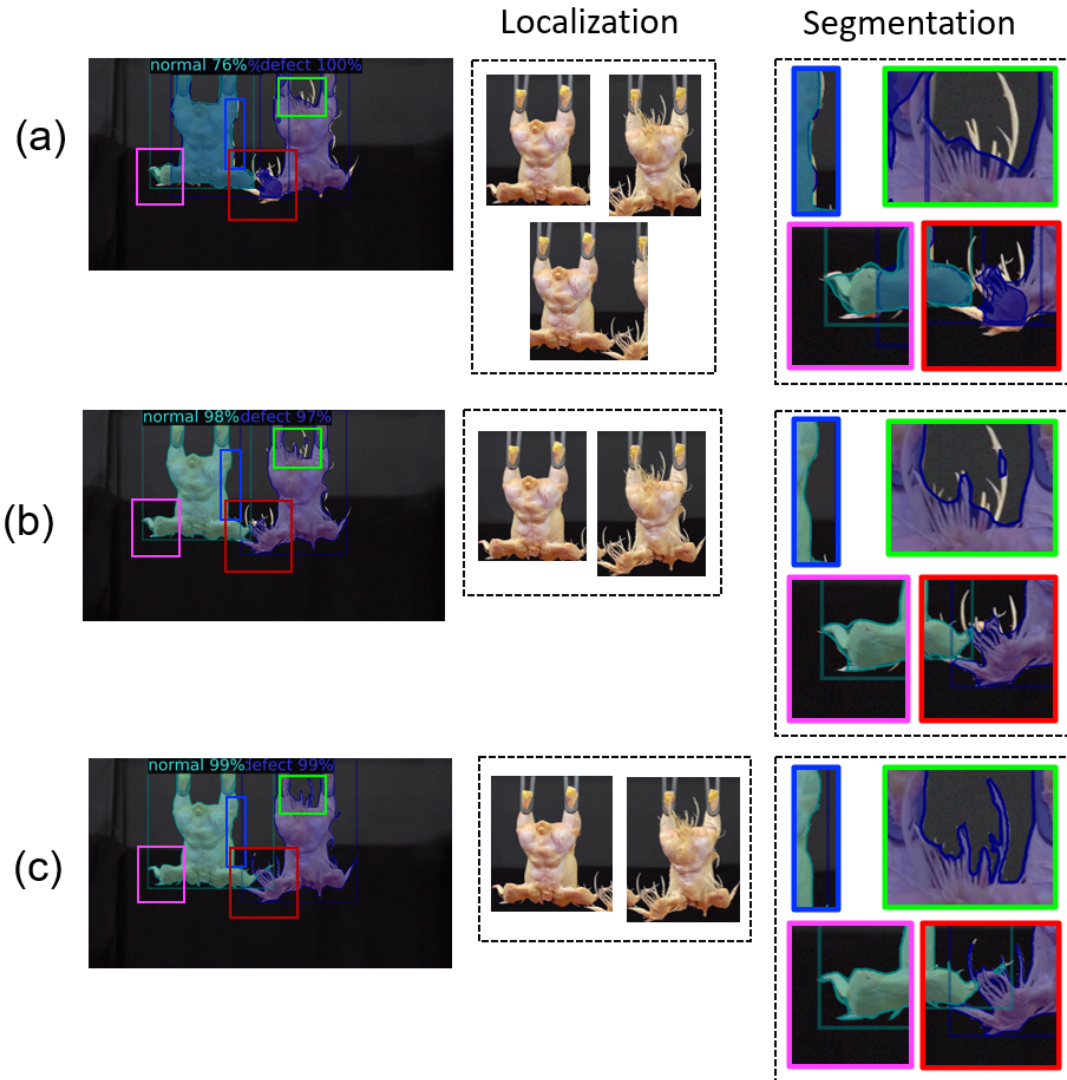 Localization
Segmentation
(a)
normal 76%
%defect 100%
(b)
normal 98%
defect 97%
(c)
normal 99%
defect 99%